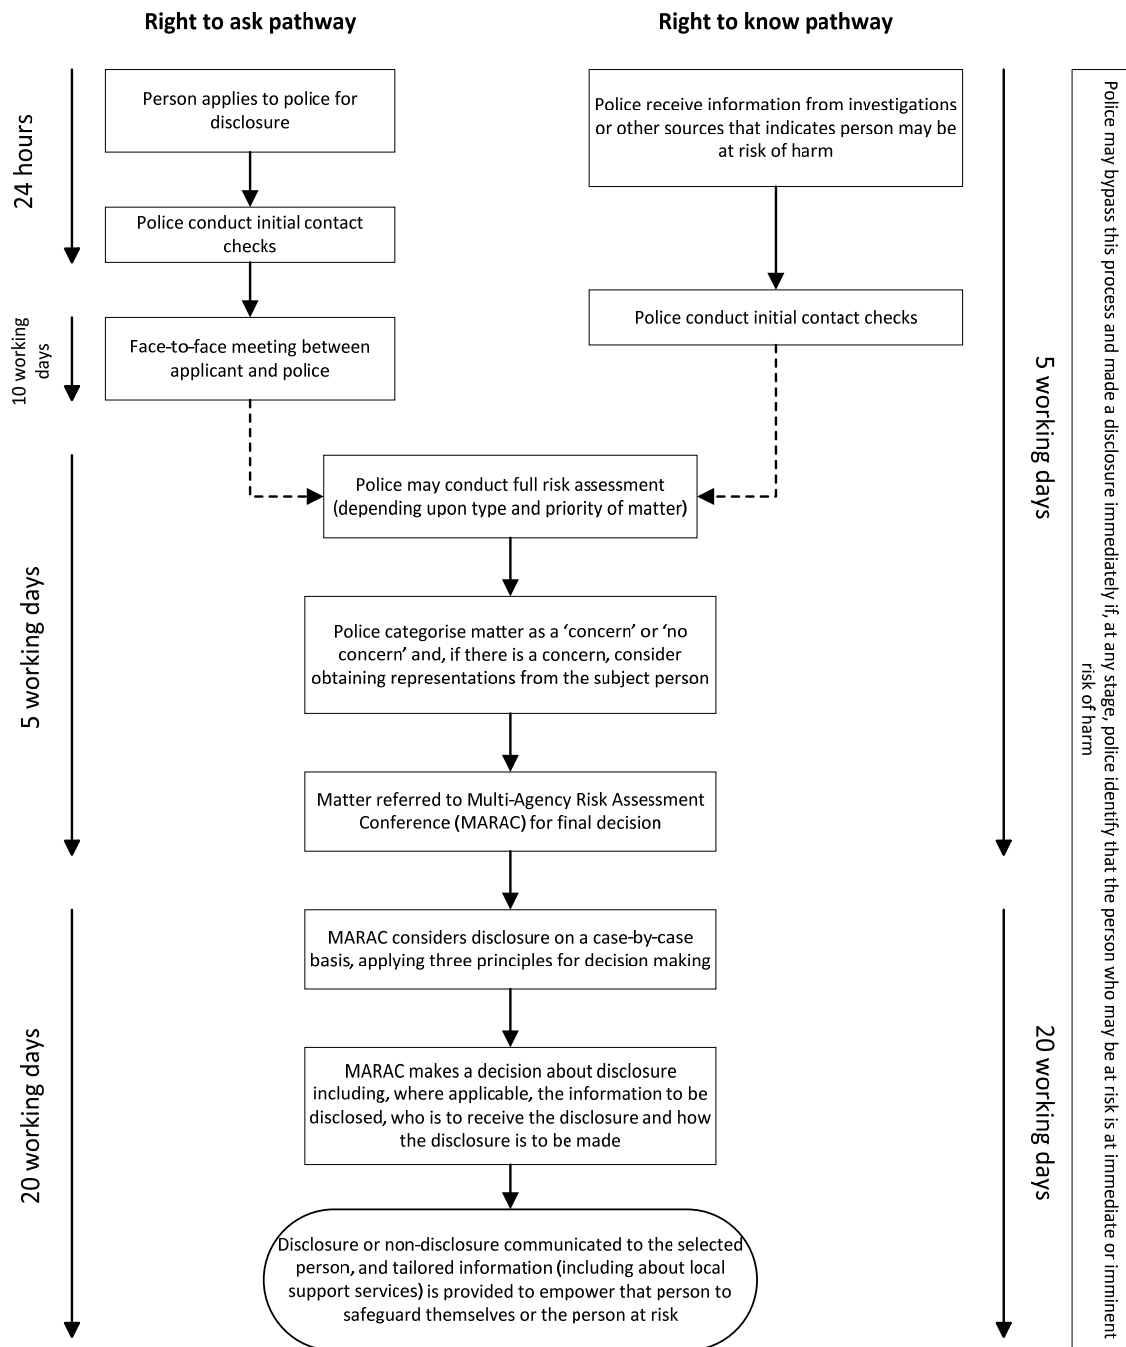 Right to ask pathway
Right to know pathway
24 hours
Person applies to police for
disclosure
Police conduct initial contact
checks
10 working
days
Face-to-face meeting between
applicant and police
Police receive information from investigations
or other sources that indicates person may be
at risk of harm
Police conduct initial contact checks
5 working days
Police may conduct full risk assessment
(depending upon type and priority of matter)
Police categorise matter as a ‘concern’ or ‘no
concern’ and, if there is a concern, consider
obtaining representations from the subject person
Matter referred to Multi-Agency Risk Assessment
Conference (MARAC) for final decision
5 working days
20 working days
MARAC considers disclosure on a case-by-case
basis, applying three principles for decision making
MARAC makes a decision about disclosure
including, where applicable, the information to be
disclosed, who is to receive the disclosure and how
the disclosure is to be made
Disclosure or non-disclosure communicated to the selected
person, and tailored information (including about local
support services) is provided to empower that person to
safeguard themselves or the person at risk
20 working days
Police may bypass this process and made a disclosure immediately if, at any stage, police identify that the person who may be at risk is at immediate or imminent
risk of harm